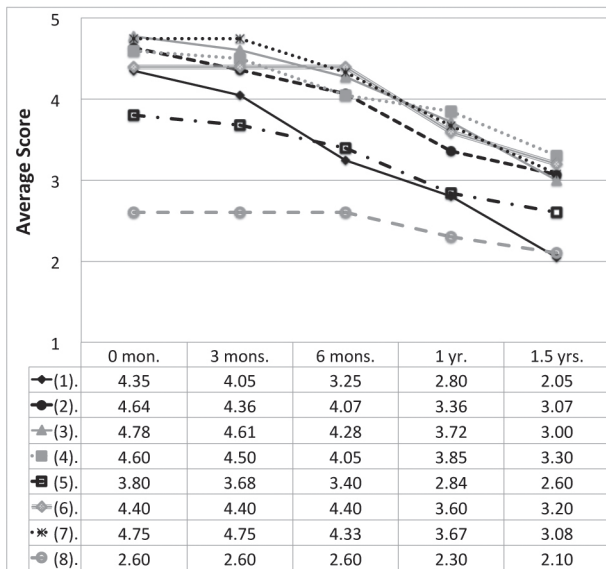 5
4
3
2
1
Average Score
0 mon. 3 mons. 6 mons. 1 yr. 1.5 yrs.
(1). 4.35 4.05 3.25 2.80 2.05
(2). 4.64 4.36 4.07 3.36 3.07
(3). 4.78 4.61 4.28 3.72 3.00
(4). 4.60 4.50 4.05 3.85 3.30
(5). 3.80 3.68 3.40 2.84 2.60
(6). 4.40 4.40 4.40 3.60 3.20
(7). 4.75 4.75 4.33 3.67 3.08
(8). 2.60 2.60 2.60 2.30 2.10